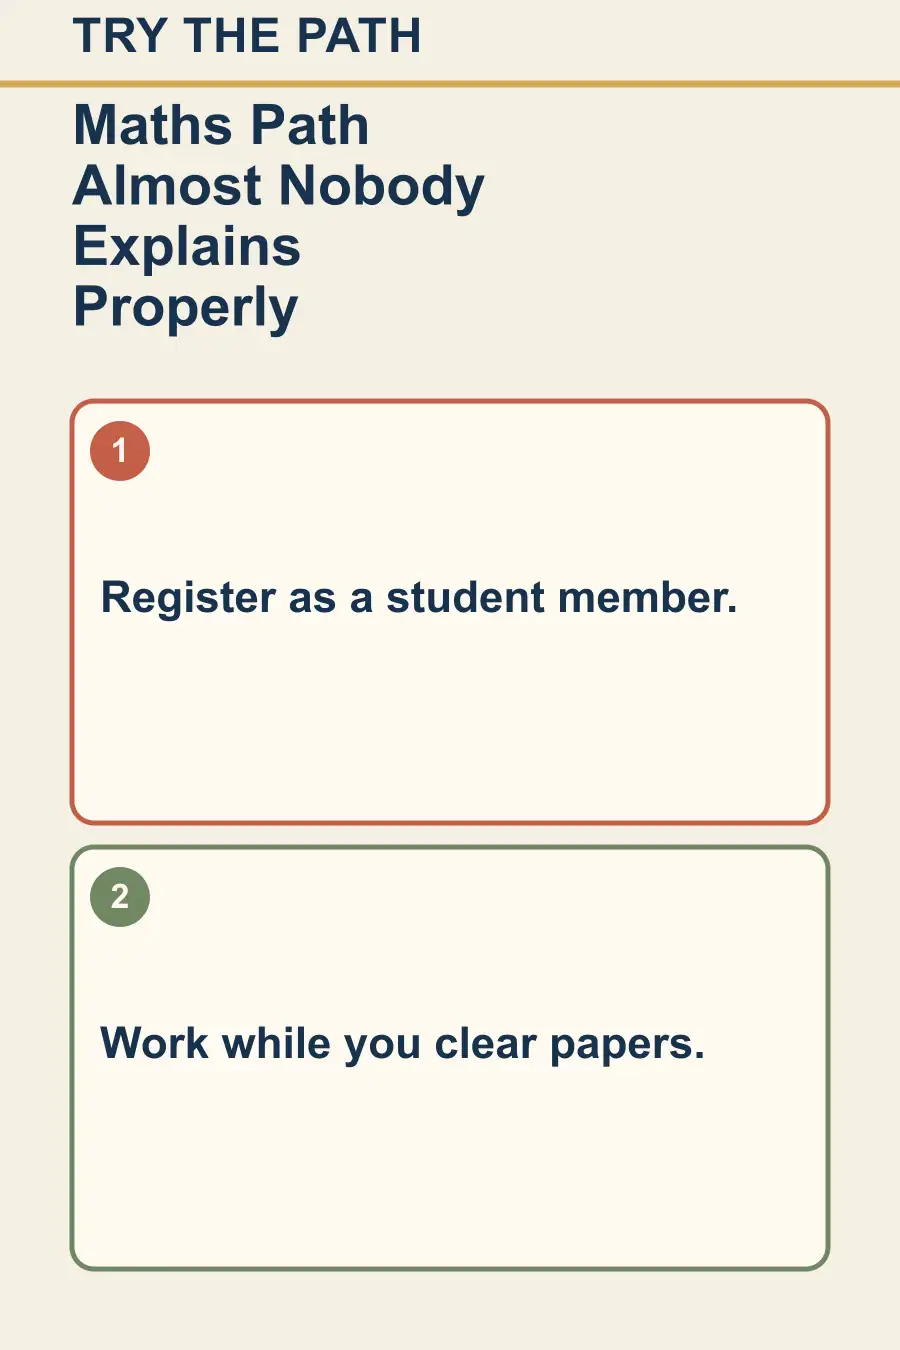 TRY THE PATH
Maths Path
Almost Nobody
Explains
Properly
1
Register as a student member.
2
Work while you clear papers.